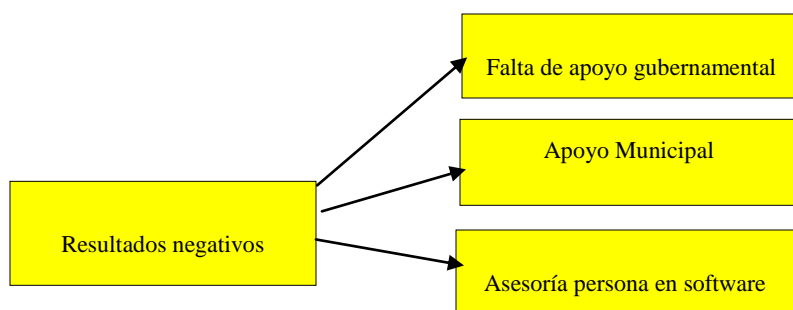 Falta de apoyo gubernamental
Apoyo Municipal
Resultados negativos
Asesoría persona en software